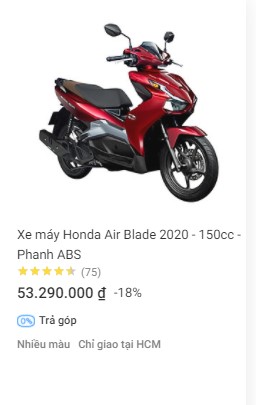 Xe máy Honda Air Blade 2020 - 150cc -
Phanh ABS
(75)
53.290.000 ₫ -18%
0% Trả góp
Nhiều màu Chỉ giao tại HCM